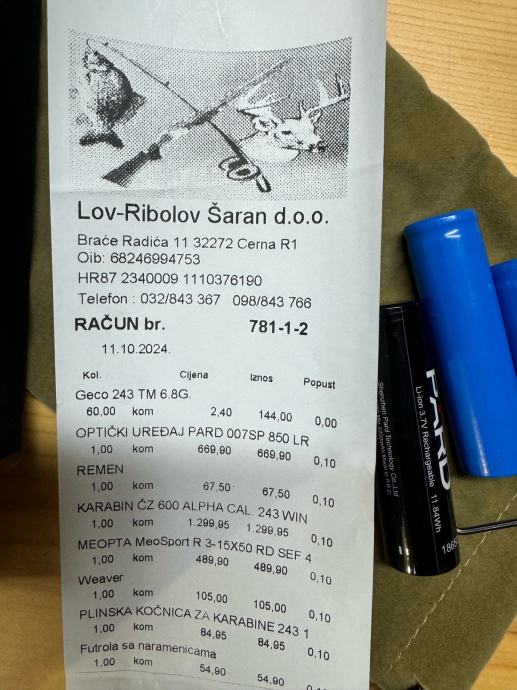 Lov-Ribolov Šaran d.o.o.
Braće Radića 11 32272 Cerna R1
Oib: 68246994753
HR87 2340009 1110376190
Telefon : 032/843 367 098/843 766
RAČUN br. 781-1-2
11.10.2024.
Kol. Cijena Iznos Popust
Geco 243 TM 6.8G.
60,00 kom 2,40 144,00 0,00
OPTIČKI UREĐAJ PARD 007SP 850 LR
1,00 kom 669,90 669,90 0,10
REMEN
1,00 kom 67,50 67,50 0,10
KARABIN ČZ 600 ALPHA CAL. 243 WIN
1,00 kom 1.299,95 1.299,95 0,10
MEOPTA MeoSport R 3-15X50 RD SEF 4
1,00 kom 489,90 489,90 0,10
Weaver
1,00 kom 105,00 105,00 0,10
PLINSKA KOČNICA ZA KARABINE 243 1
1,00 kom 84,95 84,95 0,10
Futrola sa naramenicama
1,00 kom 54,90 54,90
PARD
Li-ion 3.7V Rechargeable 11.84Wh
Shenzhen Pard Technology Co.,Ltd